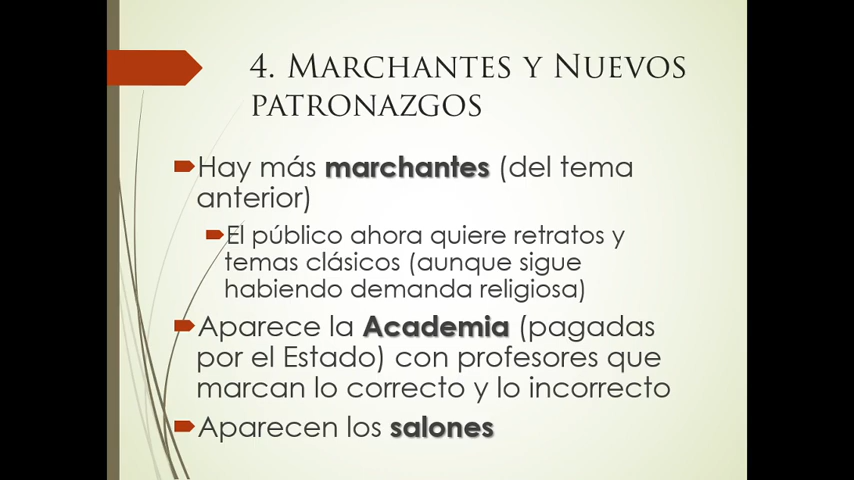 4. Marchantes y Nuevos
patronazgos
Hay más marchantes (del tema
anterior)
El público ahora quiere retratos y
temas clásicos (aunque sigue
habiendo demanda religiosa)
Aparece la Academia (pagadas
por el Estado) con profesores que
marcan lo correcto y lo incorrecto
Aparecen los salones